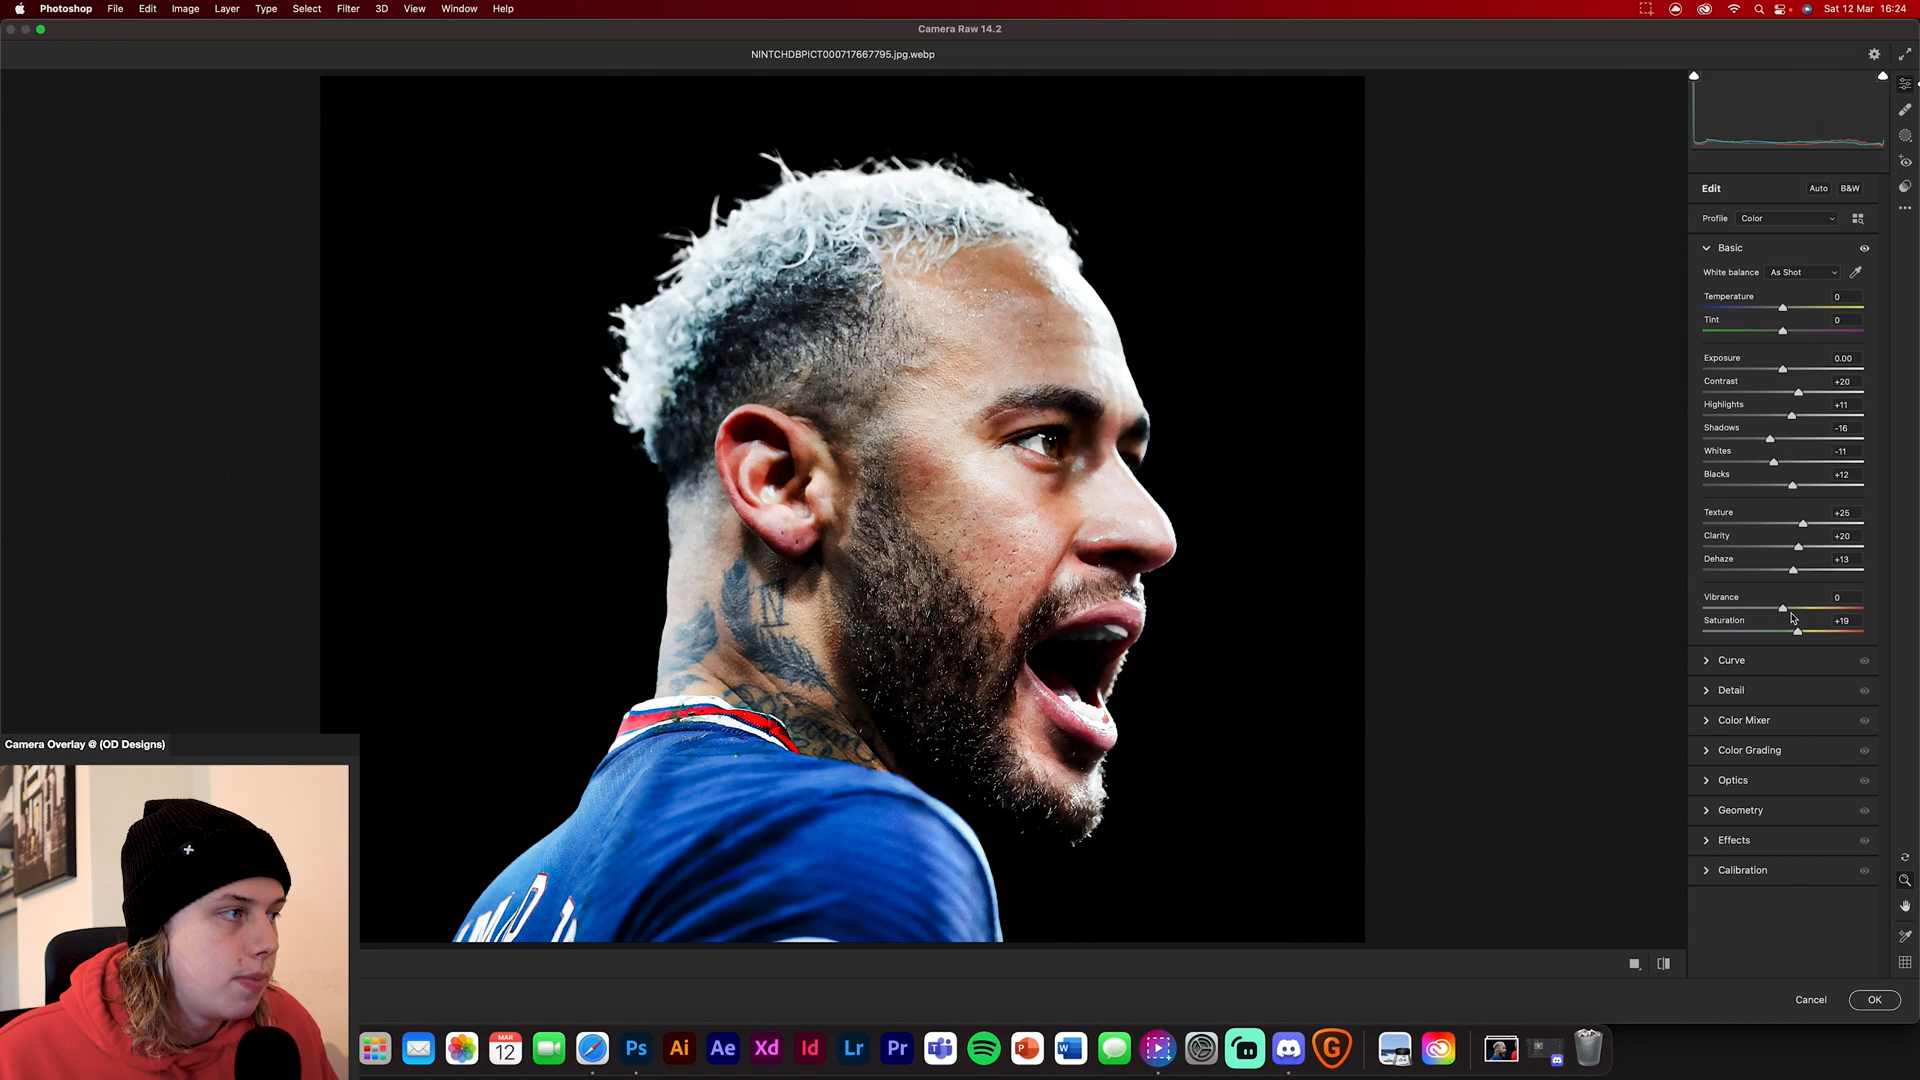 Photoshop File Edit Image Layer Type Select Filter 3D View Window Help Sat 12 Mar 16:24
Camera Raw 14.2
NINTCHDBPICT000717667795.jpg.webp
Edit Auto B&W
Profile Color
Basic
White balance As Shot
Temperature 0
Tint 0
Exposure 0.00
Contrast +20
Highlights +11
Shadows -16
Whites -11
Blacks +12
Texture +25
Clarity +20
Dehaze +13
Vibrance 0
Saturation +19
Curve
Detail
Color Mixer
Color Grading
Optics
Geometry
Effects
Calibration
Camera Overlay @ (OD Designs)
Cancel OK
MAR
12
Ps Ai Ae Xd Id Lr Pr